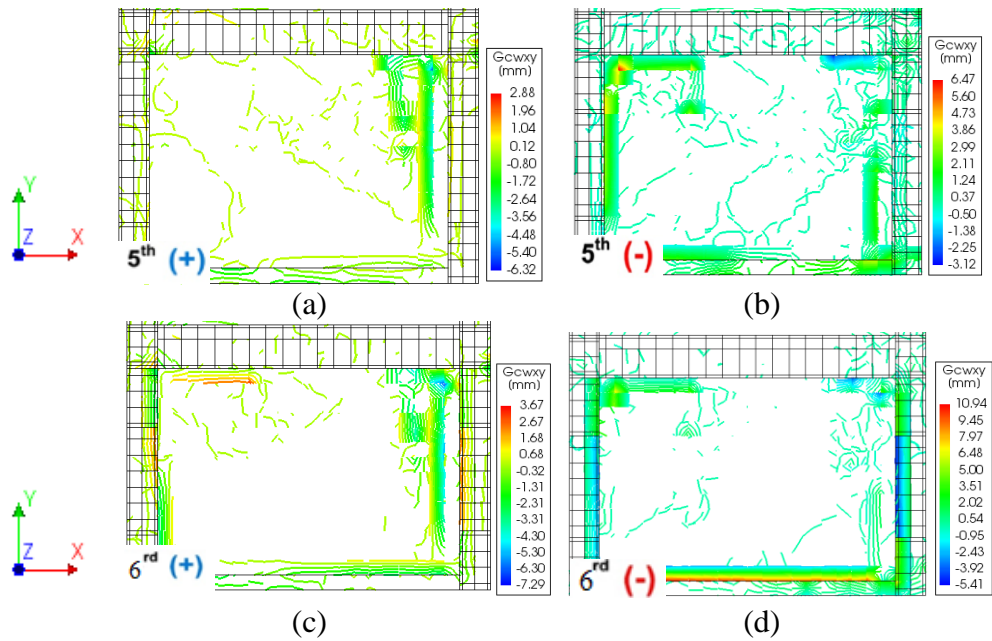 Gcwxy
(mm)
2.88
1.96
1.04
0.12
-0.80
-1.72
-2.64
-3.56
-4.48
-5.40
-6.32
Y
Z
X
5th (+)
(a)
Gcwxy
(mm)
6.47
5.60
4.73
3.86
2.99
2.11
1.24
0.37
-0.50
-1.38
-2.25
-3.12
5th (-)
(b)
Gcwxy
(mm)
3.67
2.67
1.68
0.68
-0.32
-1.31
-2.31
-3.31
-4.31
-5.30
-6.30
-7.29
Y
Z
X
6rd (+)
(c)
Gcwxy
(mm)
10.94
9.45
7.97
6.48
5.00
3.51
2.02
0.54
-0.95
-2.43
-3.92
-5.41
6rd (-)
(d)